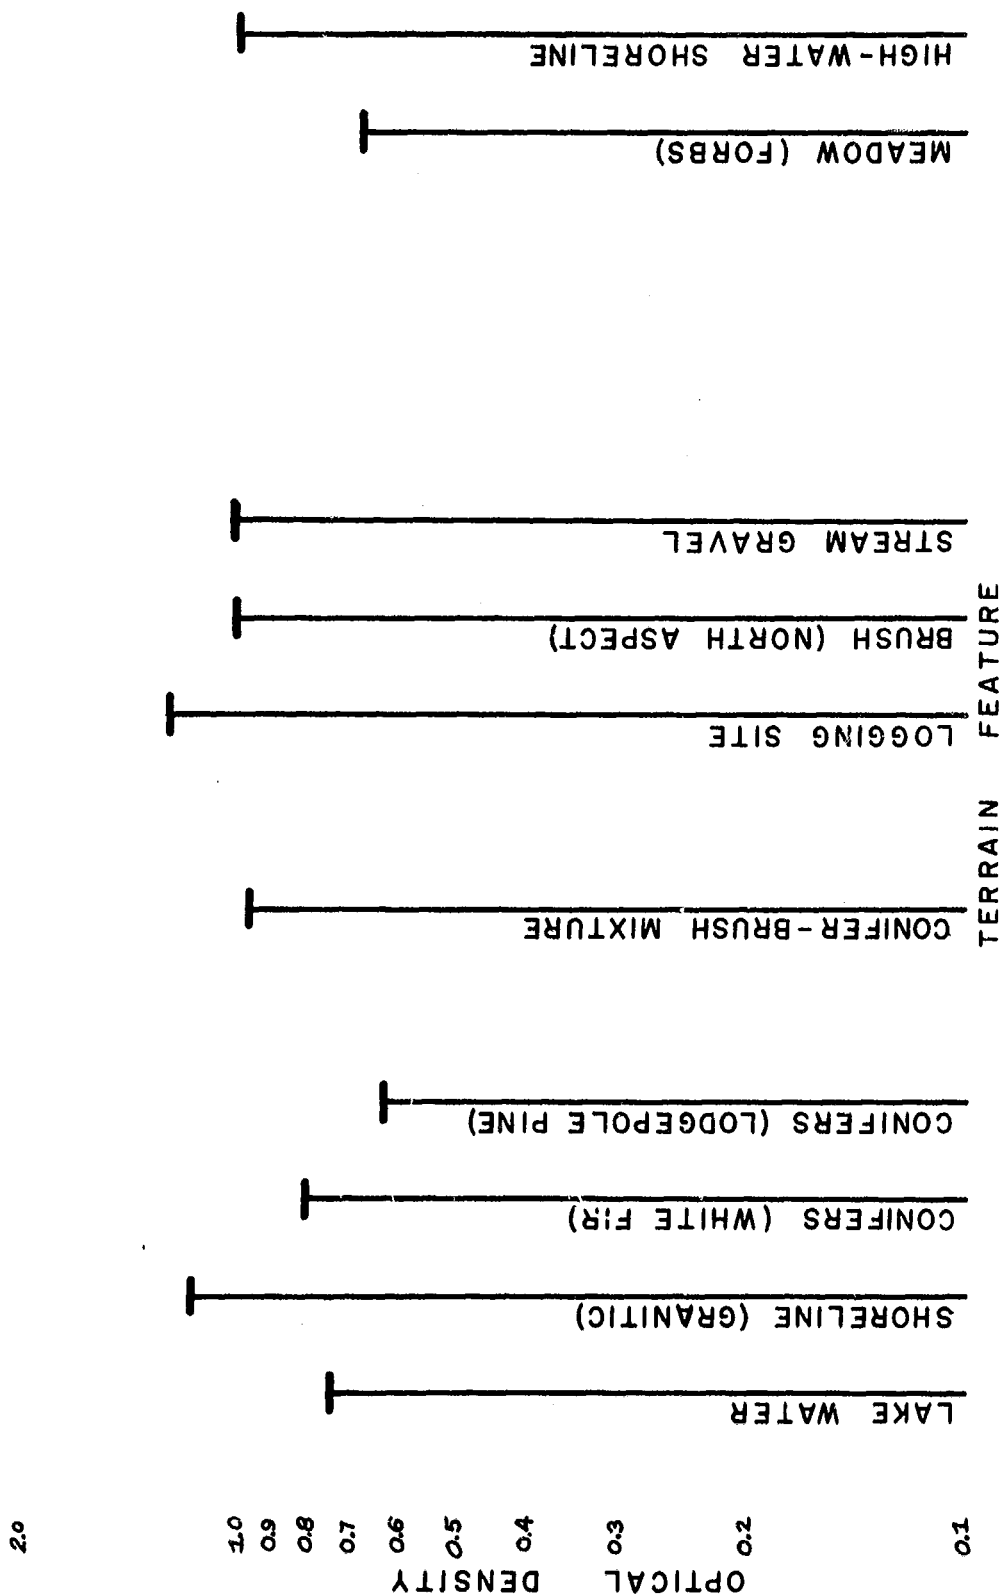 2.0
1.0
0.9
0.8
0.7
0.6
0.5
0.4
0.3
0.2
0.1
OPTICAL DENSITY
LAKE WATER
SHORELINE (GRANITIC)
CONIFERS (WHITE FIR)
CONIFERS (LODGEPOLE PINE)
CONIFER-BRUSH MIXTURE
LOGGING SITE
BRUSH (NORTH ASPECT)
STREAM GRAVEL
MEADOW (FORBS)
HIGH-WATER SHORELINE
TERRAIN FEATURE